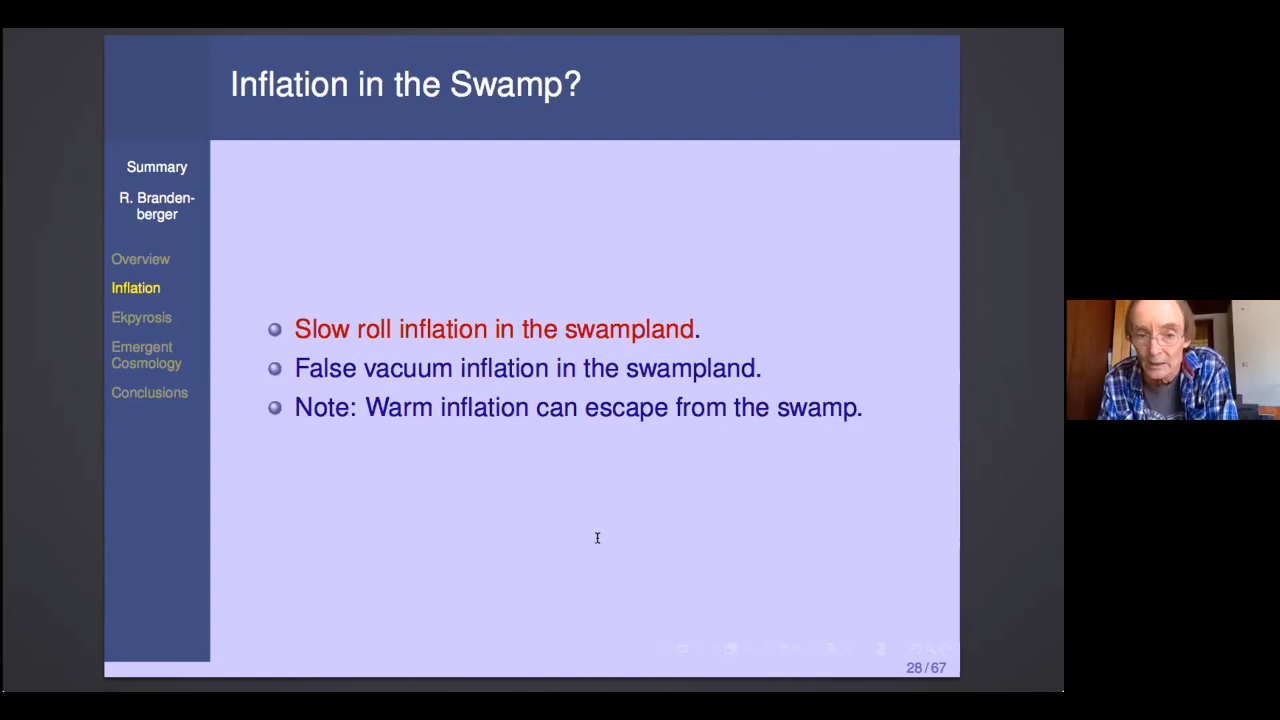 Inflation in the Swamp?
Summary
R. Branden-
berger
Overview
Inflation
Ekpyrosis
Emergent
Cosmology
Conclusions
Slow roll inflation in the swampland.
False vacuum inflation in the swampland.
Note: Warm inflation can escape from the swamp.
28/67